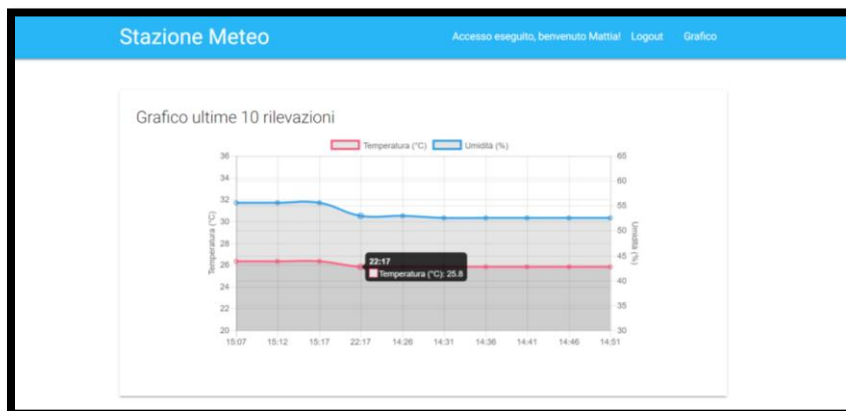 Stazione Meteo
Accesso eseguito, benvenuto Mattia! Logout Grafico
Grafico ultime 10 rilevazioni
Temperatura (°C) Umidità (%)
36
34
32
30
28
26
24
22
20
Temperatura (°C)
22:17
Temperatura (°C): 25.8
65
60
55
50
45
40
35
30
Umidità (%)
15:07 15:12 15:17 22:17 14:26 14:31 14:36 14:41 14:46 14:51